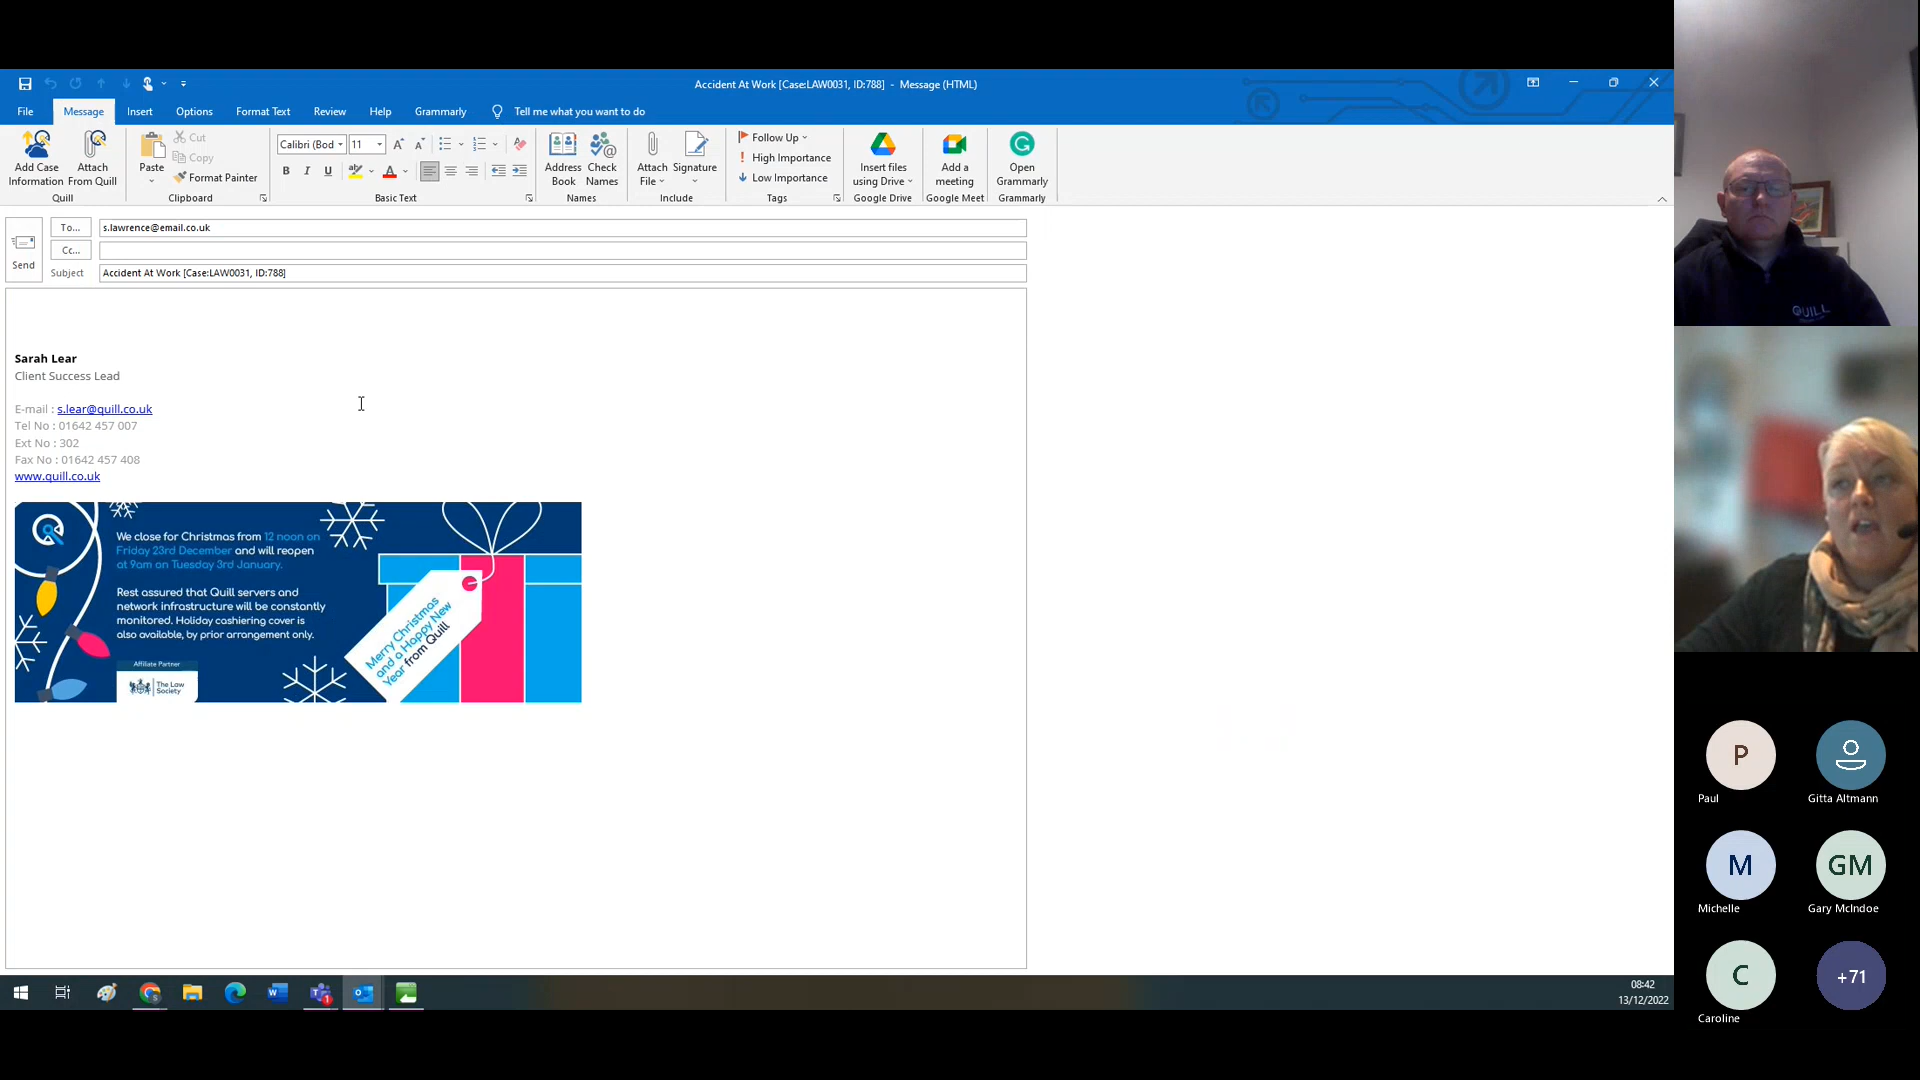 Accident At Work [Case:LAW0031, ID:788] - Message (HTML)
File Message Insert Options Format Text Review Help Grammarly Tell me what you want to do
Add Case Information
Attach From Quill
Quill
Paste
Cut
Copy
Format Painter
Clipboard
Calibri (Bod 11
B I U A
Basic Text
Address Book
Check Names
Names
Attach File
Signature
Include
Follow Up
High Importance
Low Importance
Tags
Insert files using Drive
Google Drive
Add a meeting
Google Meet
Open Grammarly
Grammarly
Send
To... s.lawrence@email.co.uk
Cc...
Subject Accident At Work [Case:LAW0031, ID:788]
Sarah Lear
Client Success Lead
E-mail : s.lear@quill.co.uk
Tel No : 01642 457 007
Ext No : 302
Fax No : 01642 457 408
www.quill.co.uk
We close for Christmas from 12 noon on
Friday 23rd December and will reopen
at 9am on Tuesday 3rd January.
Rest assured that Quill servers and
network infrastructure will be constantly
monitored. Holiday cashiering cover is
also available, by prior arrangement only.
Affiliate Partner
The Law
Society
Merry Christmas
and a Happy New
Year from Quill
08:42
13/12/2022
QUILL
P
Paul
Gitta Altmann
M
Michelle
GM
Gary McIndoe
C
Caroline
+71